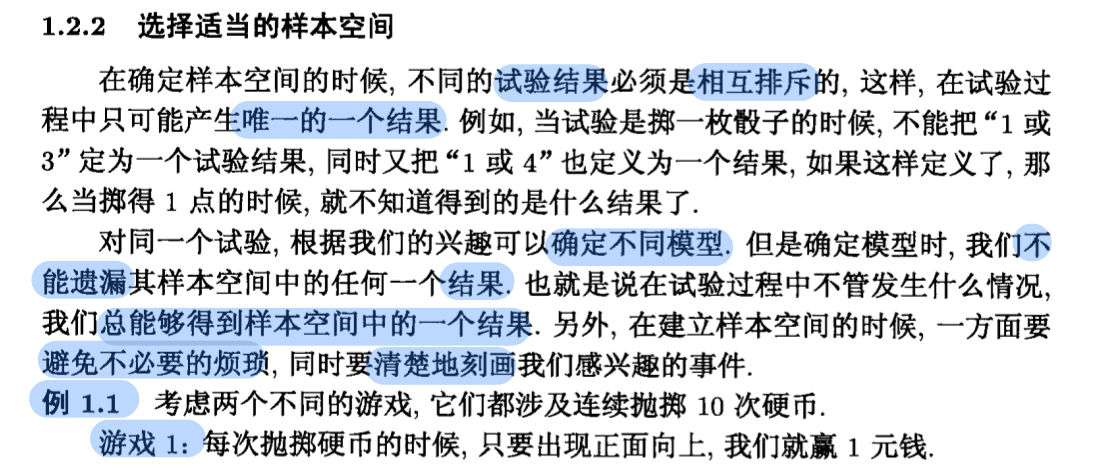 1.2.2 选择适当的样本空间
在确定样本空间的时候, 不同的试验结果必须是相互排斥的, 这样, 在试验过
程中只可能产生唯一的一个结果. 例如, 当试验是掷一枚骰子的时候, 不能把“1 或
3”定为一个试验结果, 同时又把“1 或 4”也定义为一个结果, 如果这样定义了, 那
么当掷得 1 点的时候, 就不知道得到的是什么结果了.
对同一个试验, 根据我们的兴趣可以确定不同模型. 但是确定模型时, 我们不
能遗漏其样本空间中的任何一个结果. 也就是说在试验过程中不管发生什么情况,
我们总能够得到样本空间中的一个结果. 另外, 在建立样本空间的时候, 一方面要
避免不必要的烦琐, 同时要清楚地刻画我们感兴趣的事件.
例 1.1 考虑两个不同的游戏, 它们都涉及连续抛掷 10 次硬币.
游戏 1: 每次抛掷硬币的时候, 只要出现正面向上, 我们就赢 1 元钱.